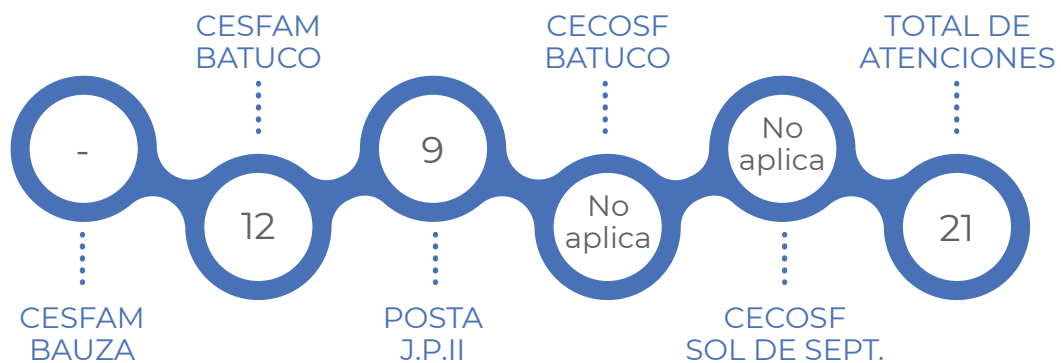 CESFAM
BATUCO
CECOSF
BATUCO
TOTAL DE
ATENCIONES
-
12
9
No
aplica
No
aplica
21
CESFAM
BAUZA
POSTA
J.P.II
CECOSF
SOL DE SEPT.